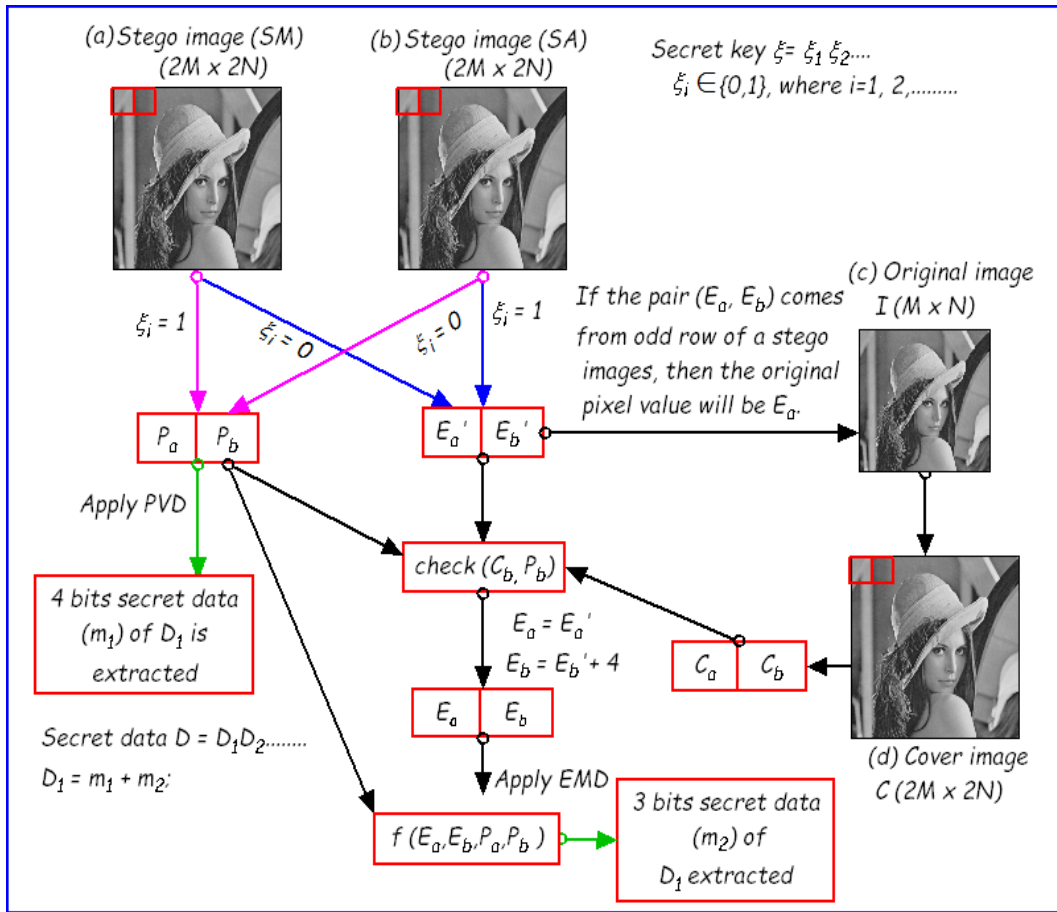 (a) Stego image (SM)
(2M x 2N)
(b) Stego image (SA)
(2M x 2N)
Secret key ξ= ξ1 ξ2....
ξi ∈{0,1}, where i=1, 2,.........
ξi = 1
ξi = 0
ξi = 0
ξi = 1
If the pair (Ea, Eb) comes
from odd row of a stego
images, then the original
pixel value will be Ea.
(c) Original image
I (M x N)
Pa Pb
Ea' Eb'
Apply PVD
check (Cb, Pb)
4 bits secret data
(m1) of D1 is
extracted
Ea = Ea'
Eb = Eb' + 4
Ca Cb
Ea Eb
Secret data D = D1D2........
D1 = m1 + m2;
(d) Cover image
C (2M x 2N)
Apply EMD
f (Ea,Eb,Pa,Pb )
3 bits secret data
(m2) of
D1 extracted